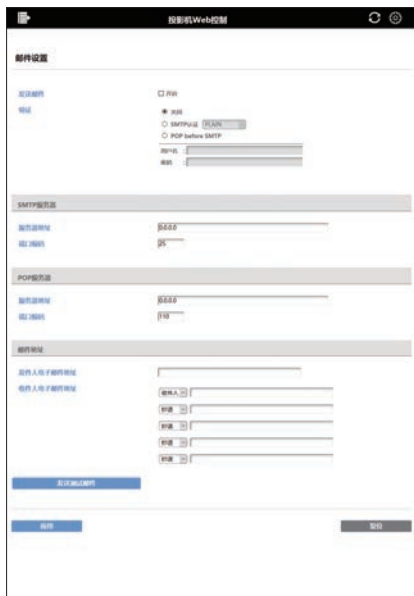 投影机Web控制
邮件设置
发送邮件 开启
验证 关闭
SMTP认证 PLAIN
POP before SMTP
用户名 :
密码 :
SMTP服务器
服务器地址 0.0.0.0
端口编码 25
POP服务器
服务器地址 0.0.0.0
端口编码 110
邮件地址
发件人电子邮件地址
收件人电子邮件地址 收件人
抄送
抄送
抄送
抄送
发送测试邮件
应用 复位